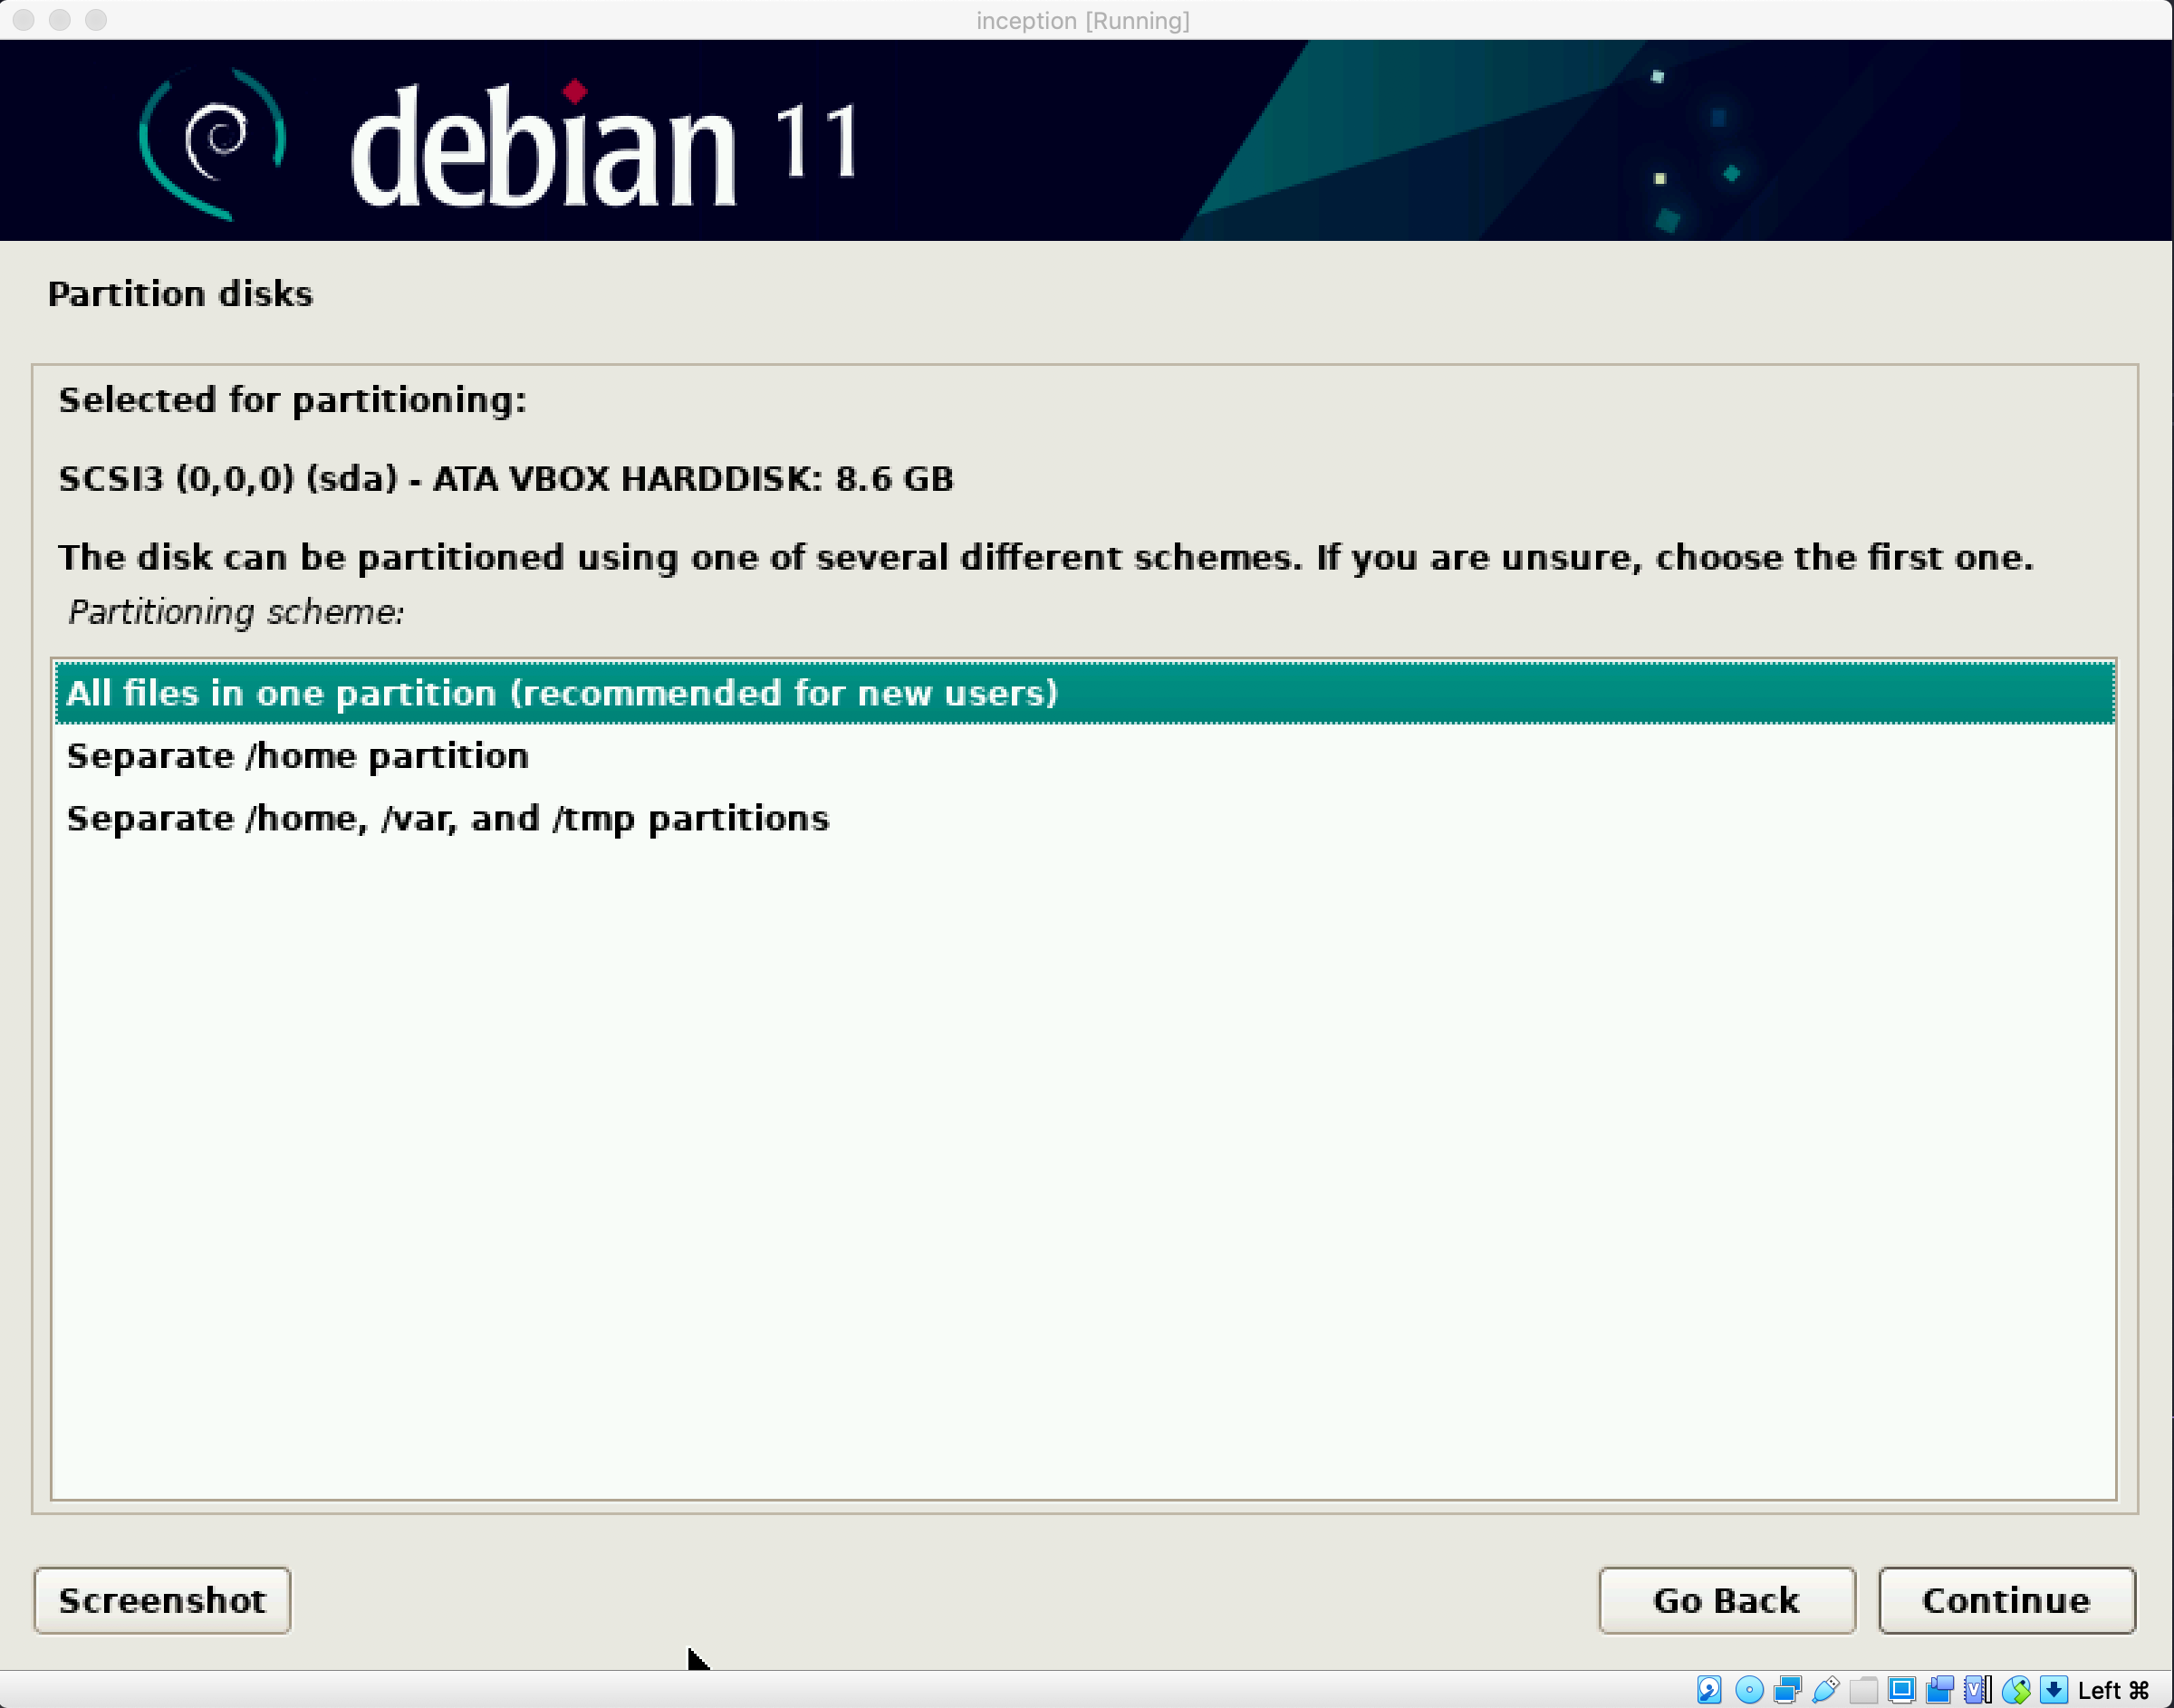 inception [Running]
debian 11
Partition disks
Selected for partitioning:
SCSI3 (0,0,0) (sda) - ATA VBOX HARDDISK: 8.6 GB
The disk can be partitioned using one of several different schemes. If you are unsure, choose the first one.
Partitioning scheme:
All files in one partition (recommended for new users)
Separate /home partition
Separate /home, /var, and /tmp partitions
Screenshot
Go Back
Continue
Left ⌘